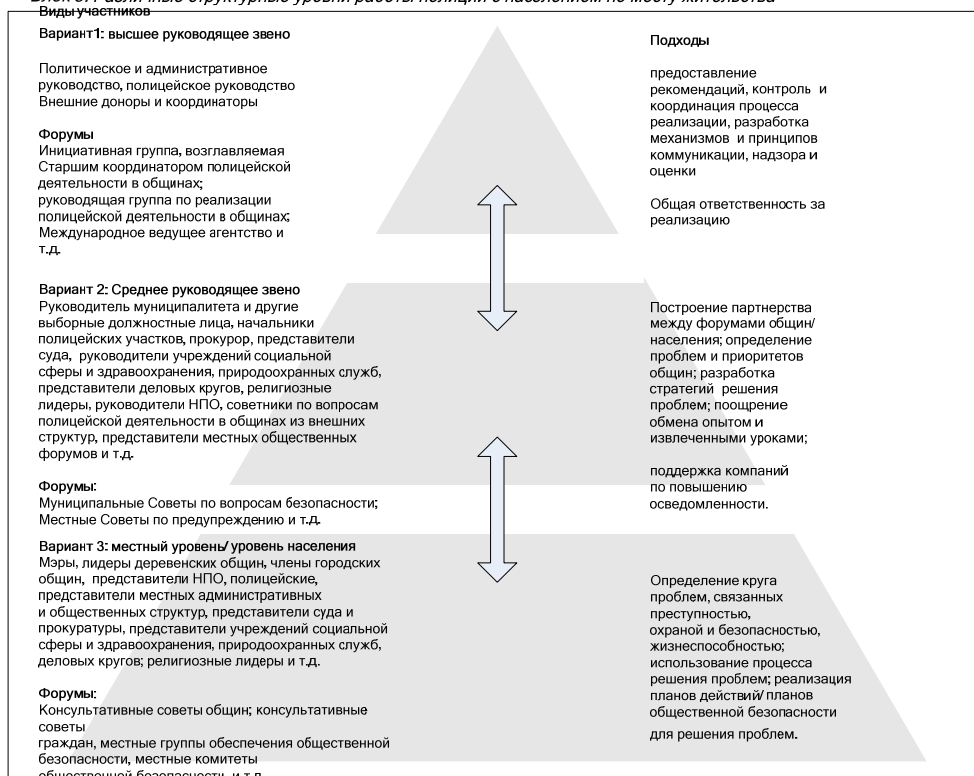 Виды участников
Вариант1: высшее руководящее звено
Политическое и административное
руководство, полицейское руководство
Внешние доноры и координаторы
Форумы
Инициативная группа, возглавляемая
Старшим координатором полицейской
деятельности в общинах;
руководящая группа по реализации
полицейской деятельности в общинах;
Международное ведущее агентство и
т.д.
Подходы
предоставление
рекомендаций, контроль и
координация процесса
реализации, разработка
механизмов и принципов
коммуникации, надзора и
оценки
Общая ответственность за
реализацию
Вариант 2: Среднее руководящее звено
Руководитель муниципалитета и другие
выборные должностные лица, начальники
полицейских участков, прокурор, представители
суда, руководители учреждений социальной
сферы и здравоохранения, природоохранных служб,
представители деловых кругов, религиозные
лидеры, руководители НПО, советники по вопросам
полицейской деятельности в общинах из внешних
структур, представители местных общественных
форумов и т.д.
Форумы:
Муниципальные Советы по вопросам безопасности;
Местные Советы по предупреждению и т.д.
Построение партнерства
между форумами общин/
населения; определение
проблем и приоритетов
общин; разработка
стратегий решения
проблем; поощрение
обмена опытом и
извлеченными уроками;
поддержка компаний
по повышению
осведомленности.
Вариант 3: местный уровень/ уровень населения
Мэры, лидеры деревенских общин, члены городских
общин, представители НПО, полицейские,
представители местных административных
и общественных структур, представители суда и
прокуратуры, представители учреждений социальной
сферы и здравоохранения, природоохранных служб,
деловых кругов; религиозные лидеры и т.д.
Форумы:
Консультативные советы общин; консультативные
советы
граждан, местные группы обеспечения общественной
безопасности, местные комитеты
общественной безопасности и т.д.
Определение круга
проблем, связанных
преступностью,
охраной и безопасностью,
жизнеспособностью;
использование процесса
решения проблем; реализация
планов действий/ планов
общественной безопасности
для решения проблем.